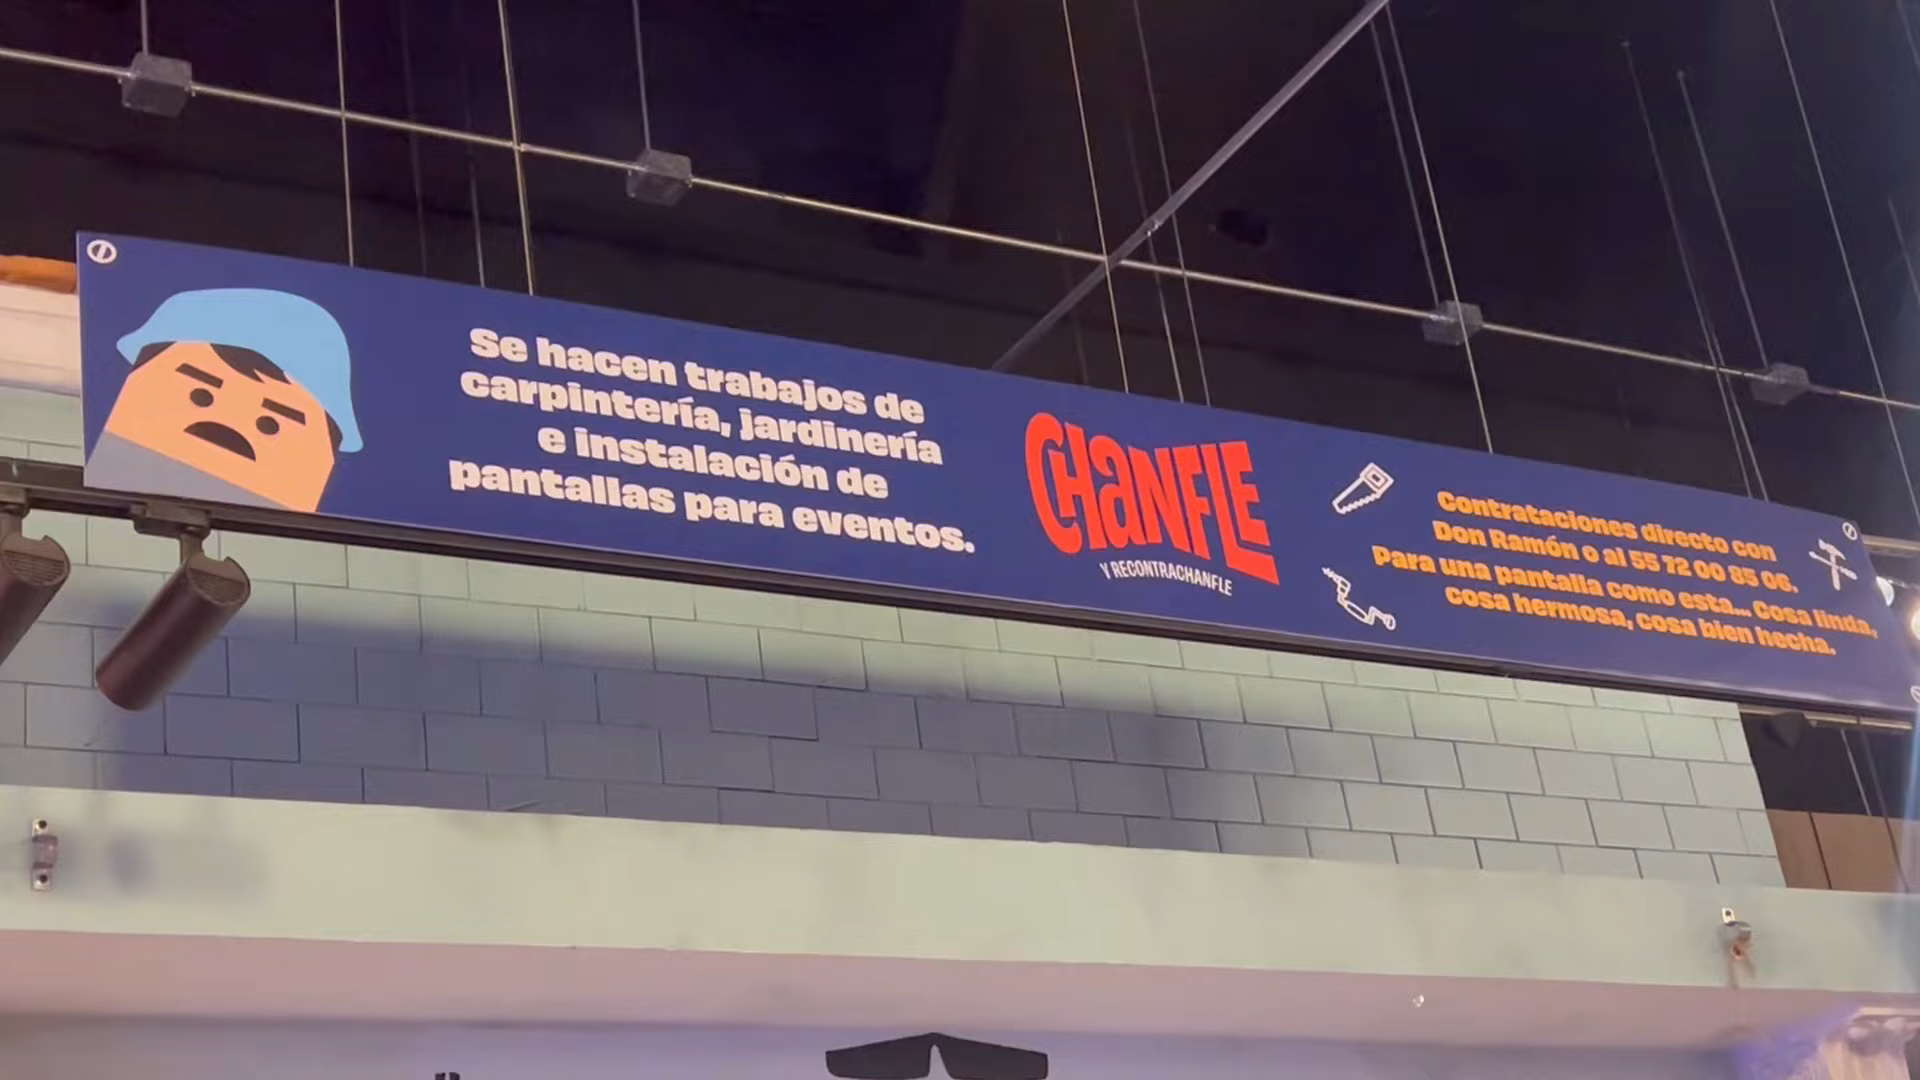 Se hacen trabajos de
carpintería, jardinería
e instalación de
pantallas para eventos.
CHANFLE
Y RECONTRACHANFLE
Contrataciones directo con
Don Ramón o al 55 72 00 85 06.
Para una pantalla como esta... Cosa linda,
cosa hermosa, cosa bien hecha.